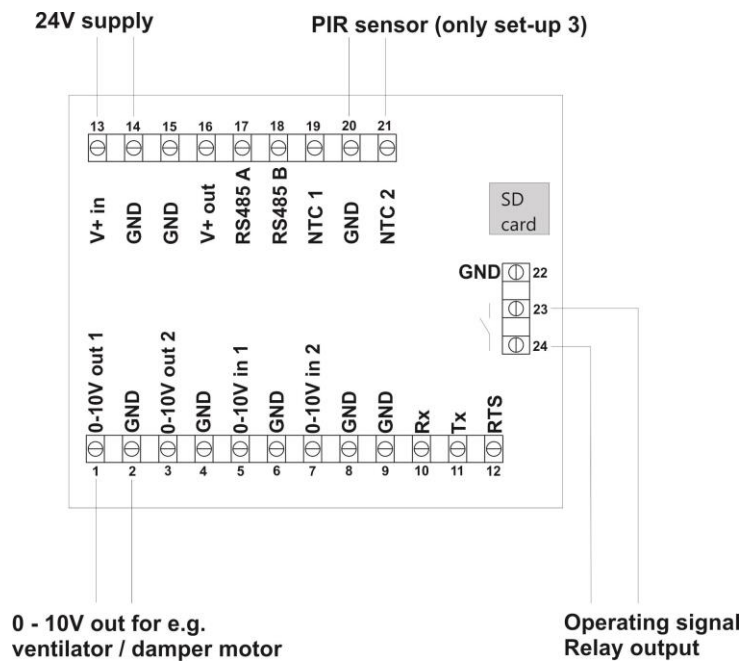 24V supply
PIR sensor (only set-up 3)
13 14 15 16 17 18 19 20 21
V+ in
GND
GND
V+ out
RS485 A
RS485 B
NTC 1
GND
NTC 2
SD
card
GND 22
23
24
0-10V out 1
GND
0-10V out 2
GND
0-10V in 1
GND
0-10V in 2
GND
GND
Rx
Tx
RTS
1 2 3 4 5 6 7 8 9 10 11 12
0 - 10V out for e.g.
ventilator / damper motor
Operating signal
Relay output